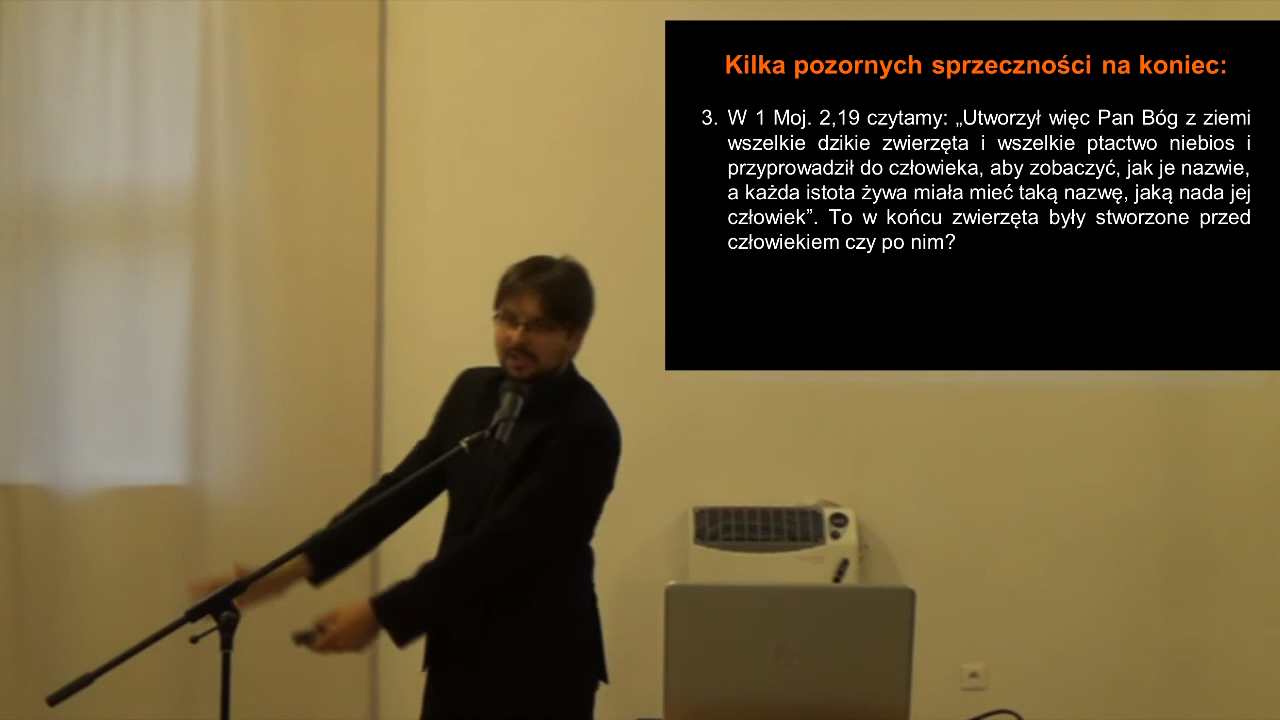 Kilka pozornych sprzeczności na koniec:
3. W 1 Moj. 2,19 czytamy: „Utworzył więc Pan Bóg z ziemi
wszelkie dzikie zwierzęta i wszelkie ptactwo niebios i
przyprowadził do człowieka, aby zobaczyć, jak je nazwie,
a każda istota żywa miała mieć taką nazwę, jaką nada jej
człowiek”. To w końcu zwierzęta były stworzone przed
człowiekiem czy po nim?